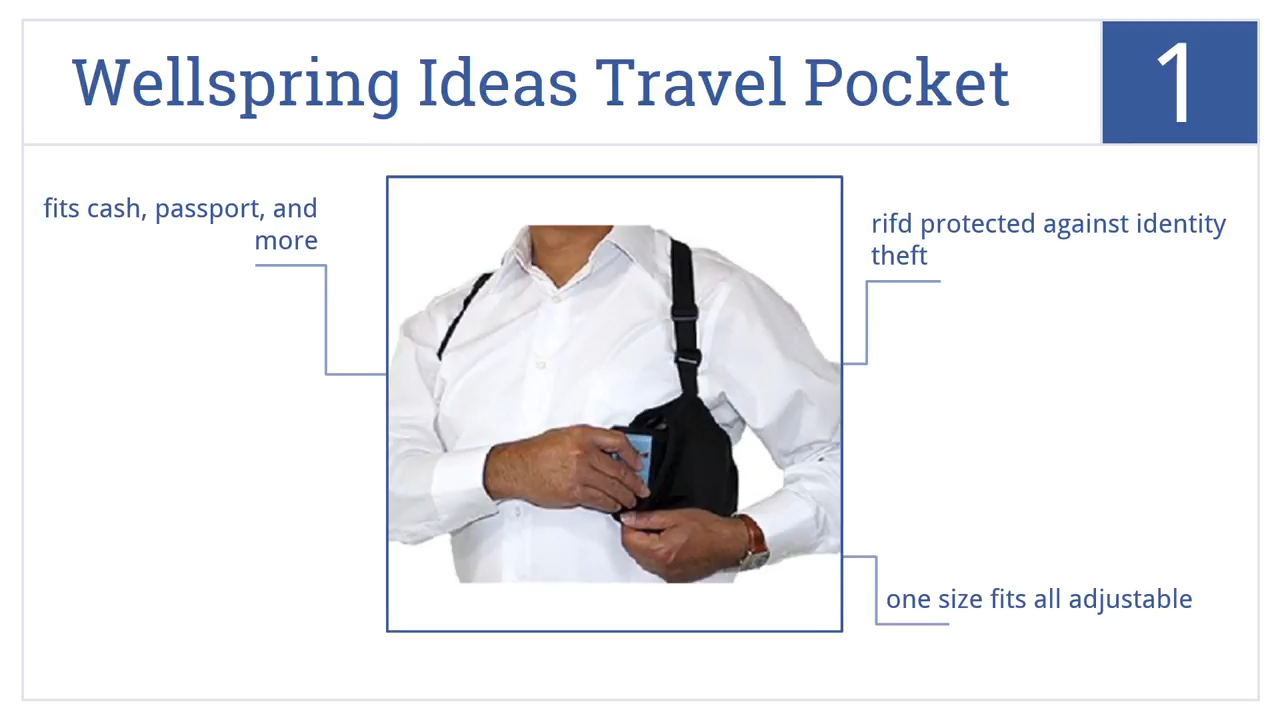 Wellspring Ideas Travel Pocket
1
fits cash, passport, and
more
rifd protected against identity
theft
one size fits all adjustable